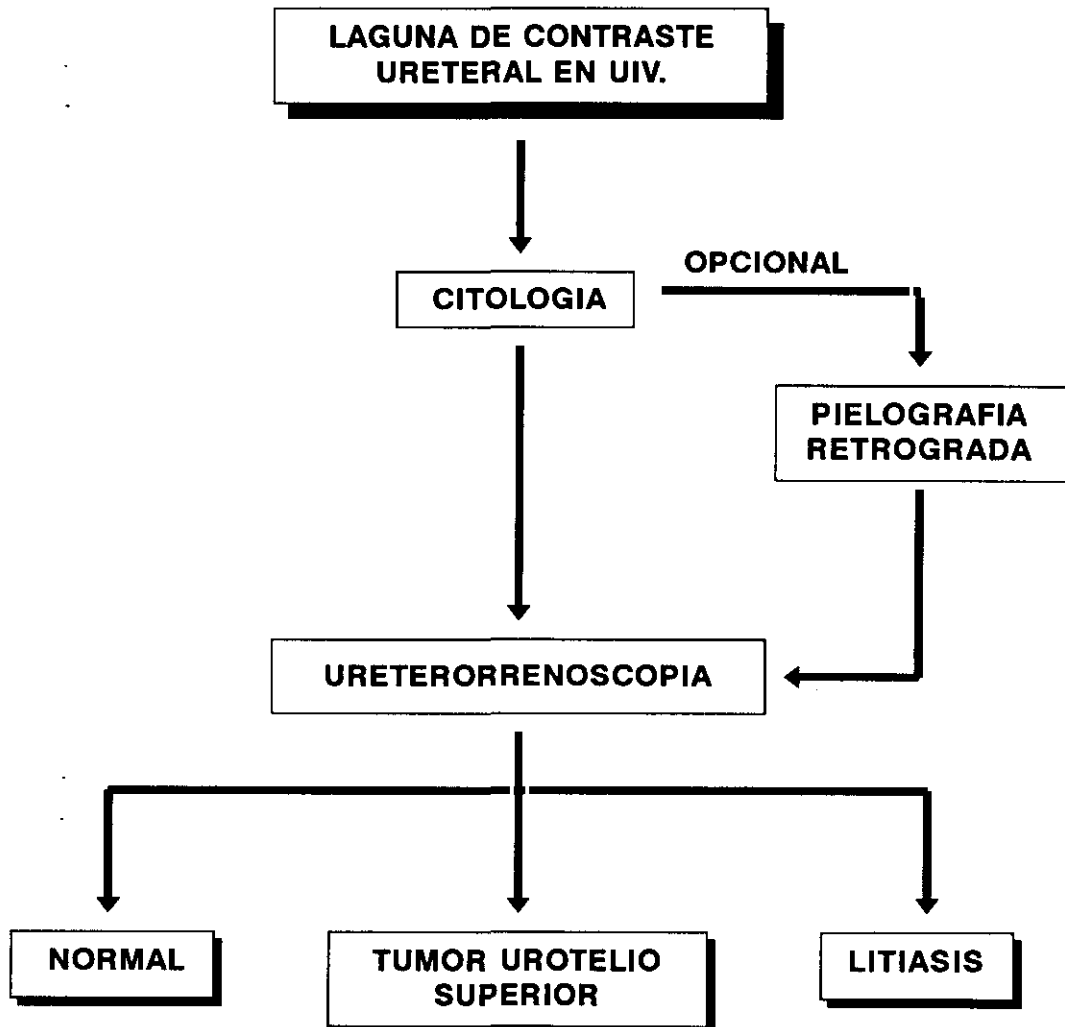 LAGUNA DE CONTRASTE
URETERAL EN UIV.
CITOLOGIA
OPCIONAL
PIELOGRAFIA
RETROGRADA
URETERORRENOSCOPIA
NORMAL
TUMOR UROTELIO
SUPERIOR
LITIASIS